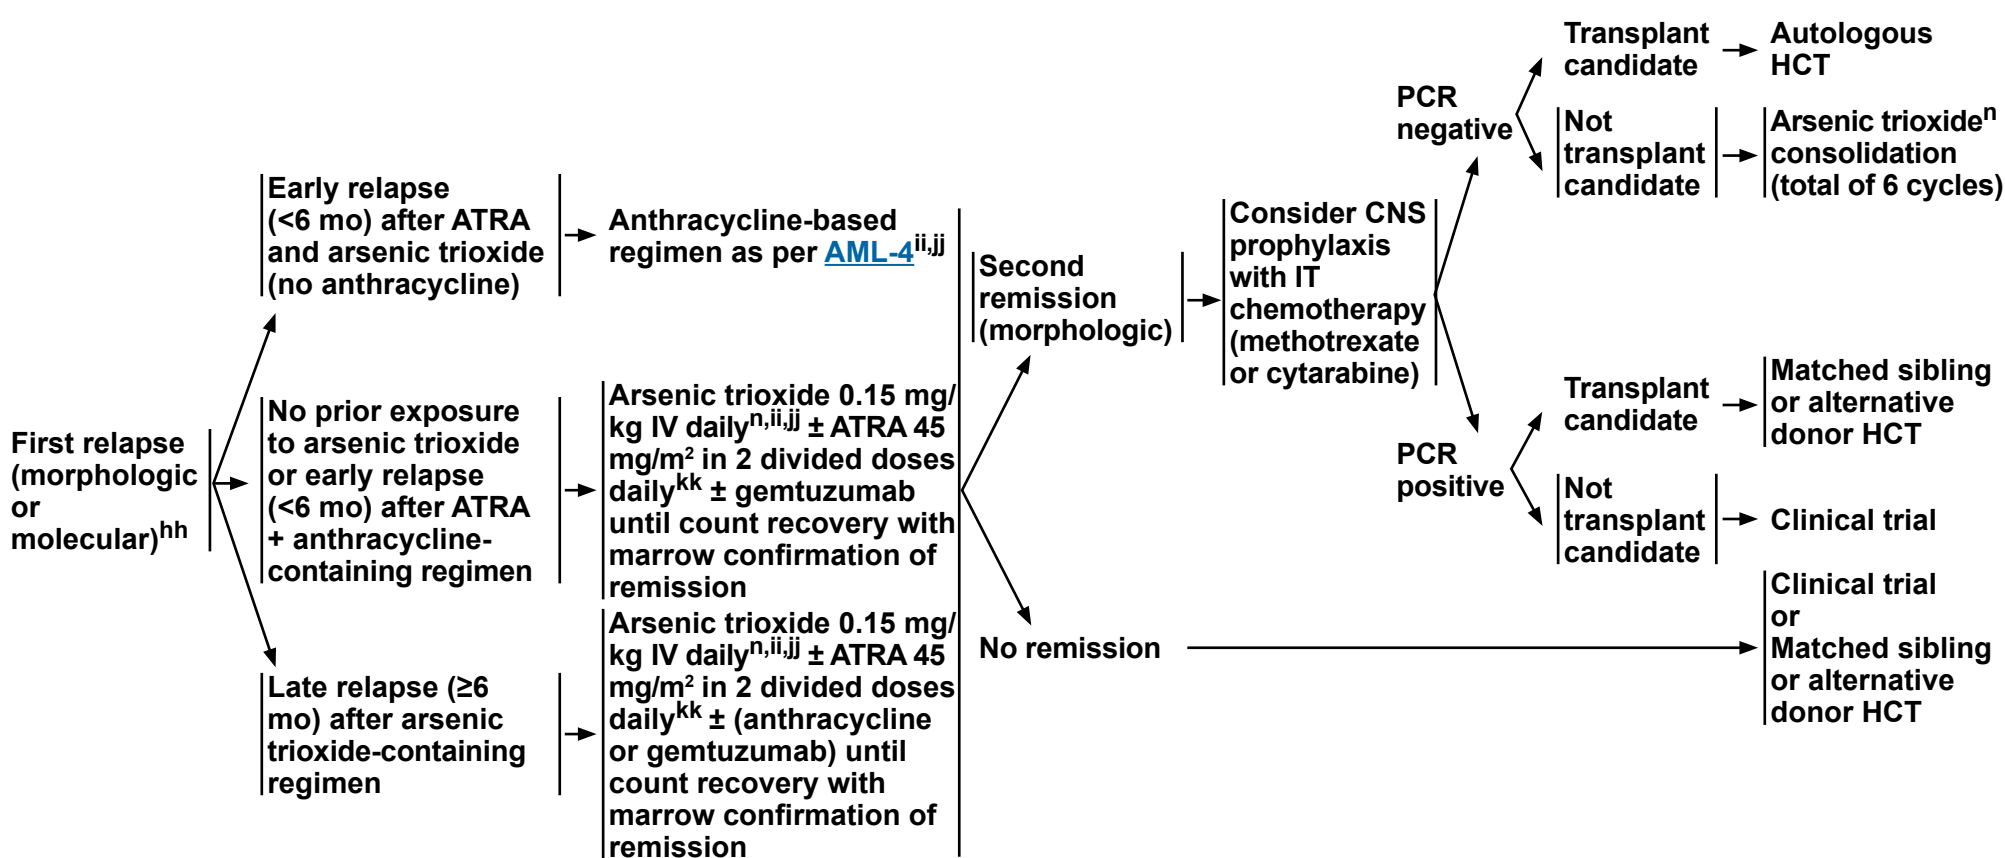 First relapse
(morphologic
or
molecular)hh
Early relapse
(<6 mo) after ATRA
and arsenic trioxide
(no anthracycline)
No prior exposure
to arsenic trioxide
or early relapse
(<6 mo) after ATRA
+ anthracycline-
containing regimen
Late relapse (≥6
mo) after arsenic
trioxide-containing
regimen
Anthracycline-based
regimen as per AML-4ii,jj
Arsenic trioxide 0.15 mg/
kg IV dailyn,ii,jj ± ATRA 45
mg/m² in 2 divided doses
dailykk ± gemtuzumab
until count recovery with
marrow confirmation of
remission
Arsenic trioxide 0.15 mg/
kg IV dailyn,ii,jj ± ATRA 45
mg/m² in 2 divided doses
dailykk ± (anthracycline
or gemtuzumab) until
count recovery with
marrow confirmation of
remission
Second
remission
(morphologic)
No remission
Consider CNS
prophylaxis
with IT
chemotherapy
(methotrexate
or cytarabine)
PCR
negative
Transplant
candidate
Autologous
HCT
Not
transplant
candidate
Arsenic trioxiden
consolidation
(total of 6 cycles)
PCR
positive
Transplant
candidate
Matched sibling
or alternative
donor HCT
Not
transplant
candidate
Clinical trial
Clinical trial
or
Matched sibling
or alternative
donor HCT